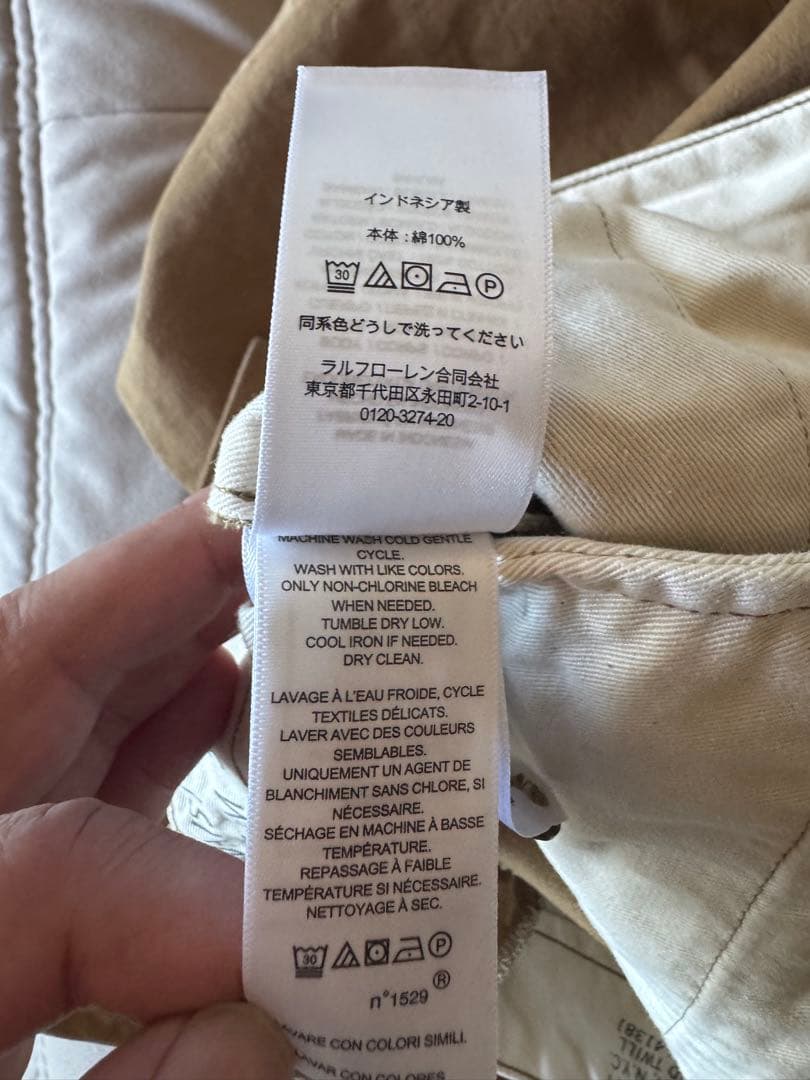 インドネシア製
本体 : 綿100%
30 P
同系色どうしで洗ってください
ラルフローレン合同会社
東京都千代田区永田町2-10-1
0120-3274-20
MACHINE WASH COLD GENTLE
CYCLE.
WASH WITH LIKE COLORS.
ONLY NON-CHLORINE BLEACH
WHEN NEEDED.
TUMBLE DRY LOW.
COOL IRON IF NEEDED.
DRY CLEAN.
LAVAGE À L'EAU FROIDE, CYCLE
TEXTILES DÉLICATS.
LAVER AVEC DES COULEURS
SEMBLABLES.
UNIQUEMENT UN AGENT DE
BLANCHIMENT SANS CHLORE, SI
NÉCESSAIRE.
SÉCHAGE EN MACHINE À BASSE
TEMPÉRATURE.
REPASSAGE À FAIBLE
TEMPÉRATURE SI NÉCESSAIRE.
NETTOYAGE À SEC.
30 P
n°1529 ®
LAVARE CON COLORI SIMILI.
LAVAR CON COLORES
N.Y.C.
TWILL